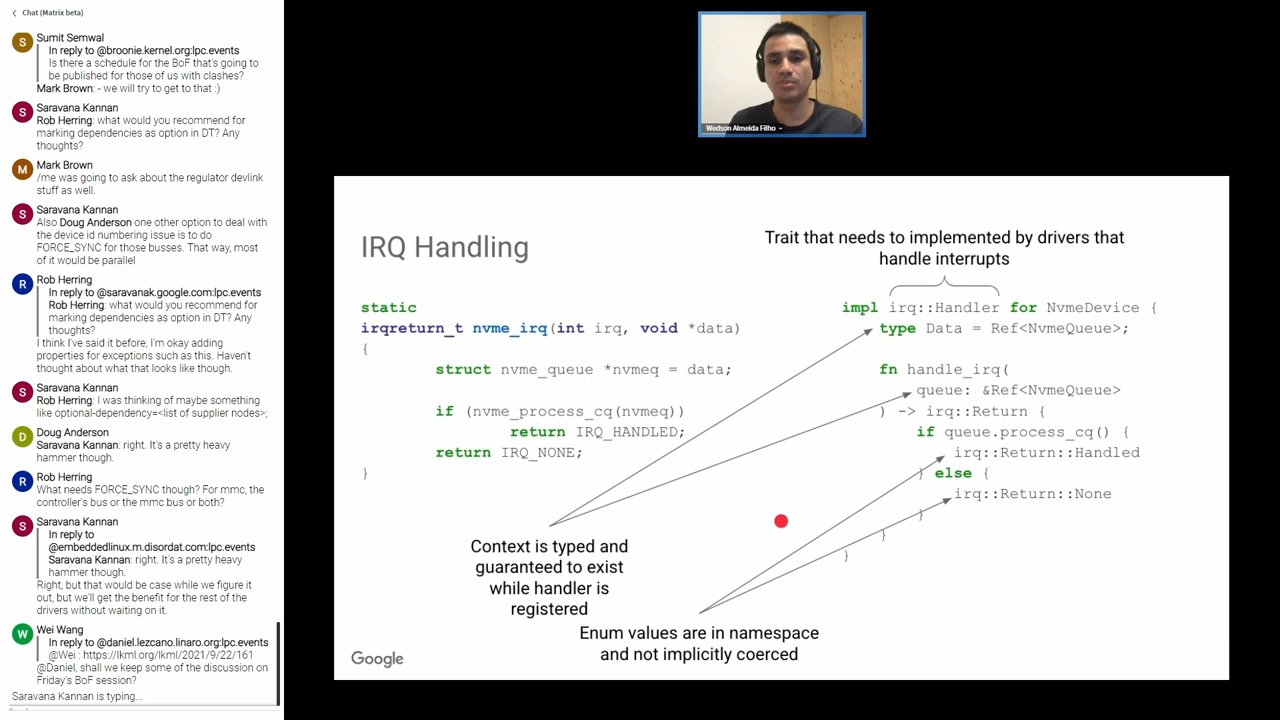 Chat (Matrix beta)
S
Sumit Semwal
In reply to @broonie.kernel.org:lpc.events
Is there a schedule for the BoF that's going
to be published for those of us with clashes?
Mark Brown: - we will try to get to that :)
S
Saravana Kannan
Rob Herring: what would you recommend for
marking dependencies as option in DT? Any
thoughts?
M
Mark Brown
/me was going to ask about the regulator devlink
stuff as well.
S
Saravana Kannan
Also Doug Anderson one other option to deal with
the device id numbering issue is to do
FORCE_SYNC for those busses. That way, most
of it would be parallel
R
Rob Herring
In reply to @saravanak.google.com:lpc.events
Rob Herring: what would you recommend for
marking dependencies as option in DT? Any
thoughts?
I think I've said it before, I'm okay adding
properties for exceptions such as this. Haven't
thought about what that looks like though.
S
Saravana Kannan
Rob Herring: I was thinking of maybe something
like optional-dependency=<list of supplier nodes>;
D
Doug Anderson
Saravana Kannan: right. It's a pretty heavy
hammer though.
R
Rob Herring
What needs FORCE_SYNC though? For mmc, the
controller's bus or the mmc bus or both?
S
Saravana Kannan
In reply to
@embeddedlinux.m.disordat.com:lpc.events
Saravana Kannan: right. It's a pretty heavy
hammer though.
Right, but that would be case while we figure it
out, but we'll get the benefit for the rest of the
drivers without waiting on it.
W
Wei Wang
In reply to @daniel.lezcano.linaro.org:lpc.events
@Wei : https://lkml.org/lkml/2021/9/22/161
@Daniel, shall we keep some of the discussion on
Friday's BoF session?
Saravana Kannan is typing...
Wedson Almeida Filho
IRQ Handling
static
irqreturn_t nvme_irq(int irq, void *data)
{
struct nvme_queue *nvmeq = data;
if (nvme_process_cq(nvmeq))
return IRQ_HANDLED;
return IRQ_NONE;
}
Trait that needs to implemented by drivers that
handle interrupts
impl irq::Handler for NvmeDevice {
type Data = Ref<NvmeQueue>;
fn handle_irq(
queue: &Ref<NvmeQueue>
) -> irq::Return {
if queue.process_cq() {
irq::Return::Handled
} else {
irq::Return::None
}
}
}
Context is typed and
guaranteed to exist
while handler is
registered
Enum values are in namespace
and not implicitly coerced
Google